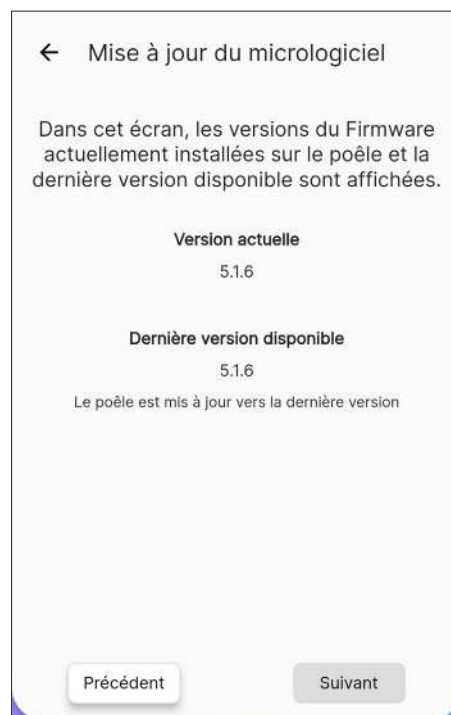 Mise à jour du micrologiciel
Dans cet écran, les versions du Firmware
actuellement installées sur le poêle et la
dernière version disponible sont affichées.
Version actuelle
5.1.6
Dernière version disponible
5.1.6
Le poêle est mis à jour vers la dernière version
Précédent
Suivant